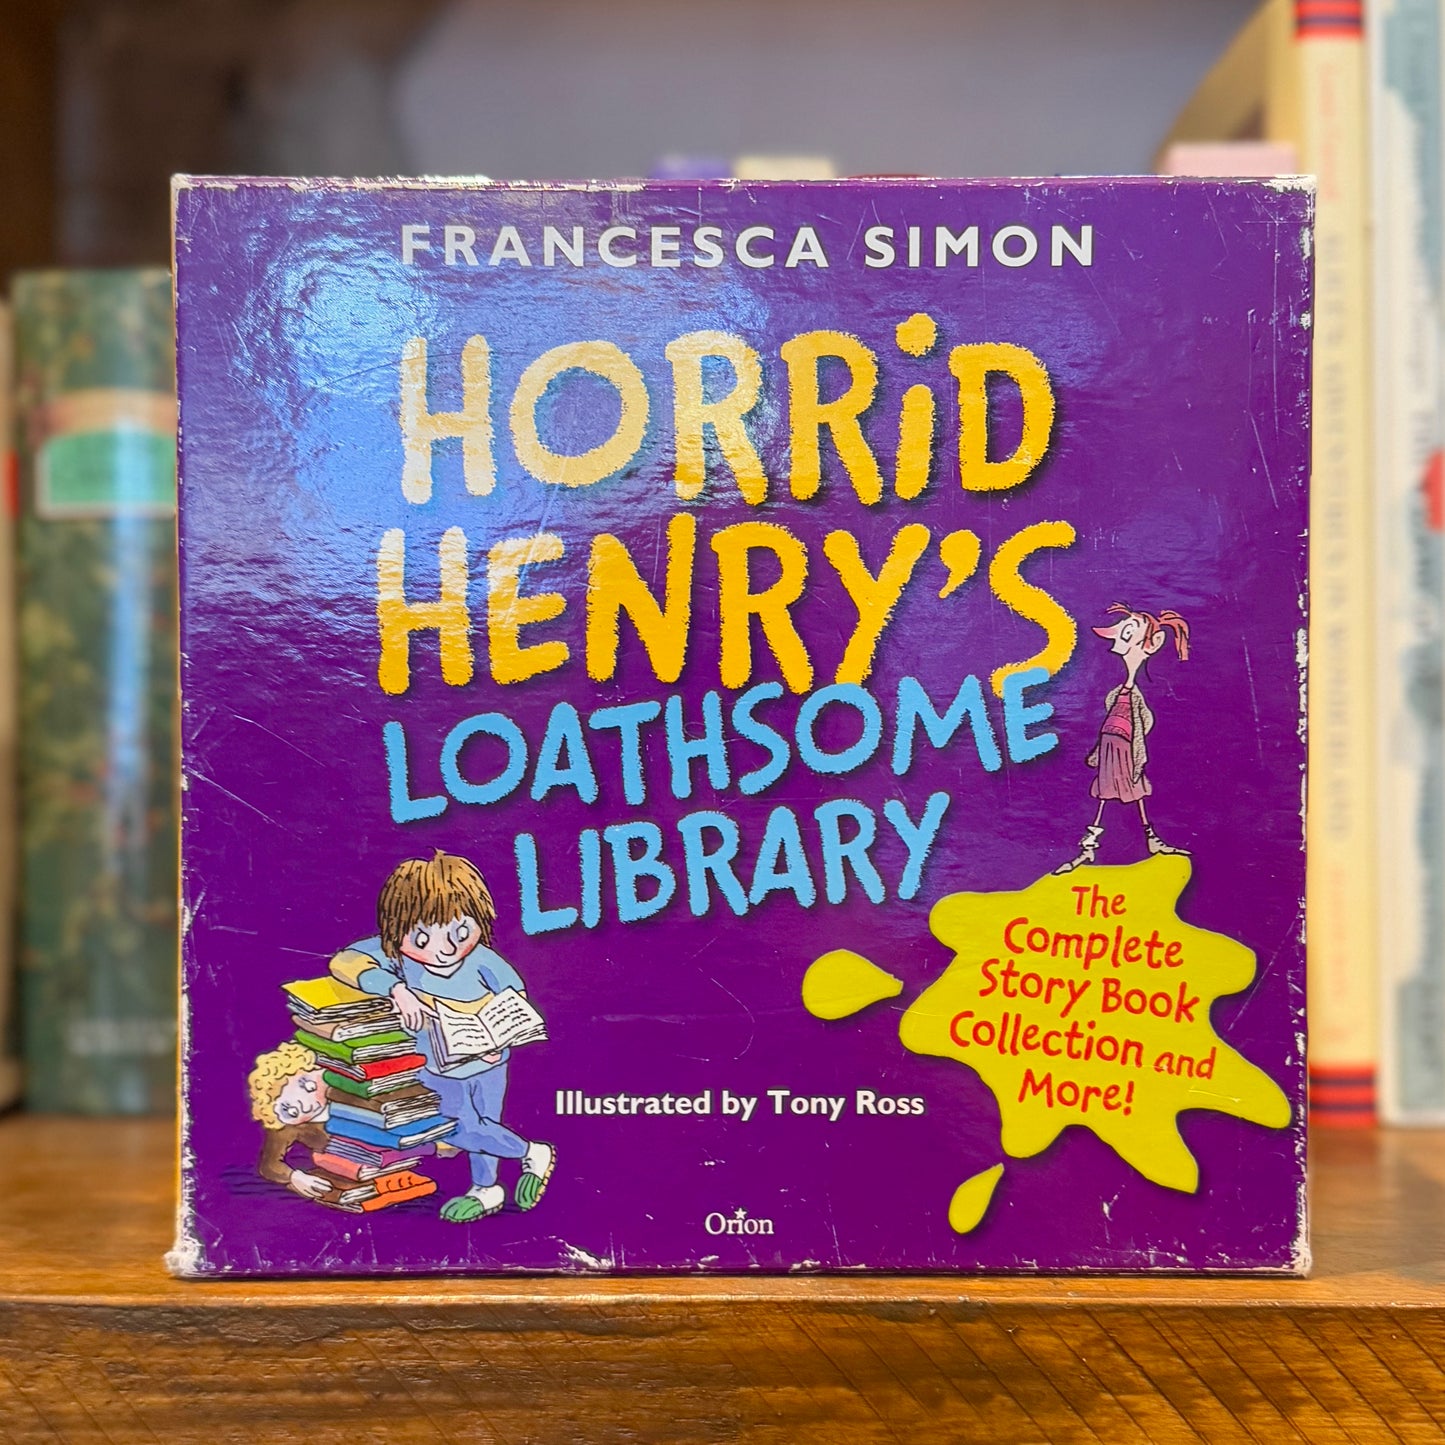 FRANCESCA SIMON
HORRiD
HENRY'S
LOATHSOME
LIBRARY
The
Complete
Story Book
Collection and
More!
Illustrated by Tony Ross
Orion